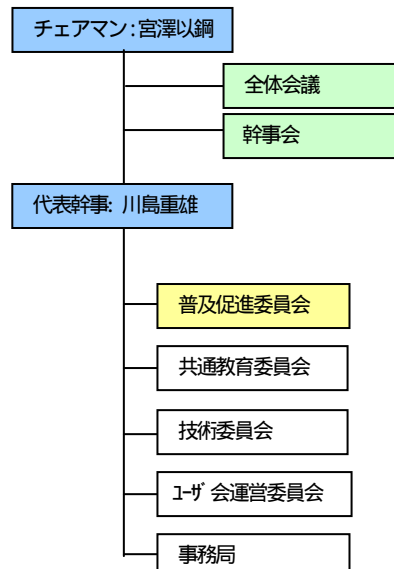 チェアマン:宮澤以鋼
全体会議
幹事会
代表幹事: 川島重雄
普及促進委員会
共通教育委員会
技術委員会
ﾕｰｻﾞ会運営委員会
事務局